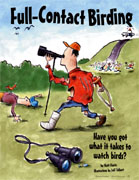 Full-Contact Birding
Have you got
what it takes to
watch birds?